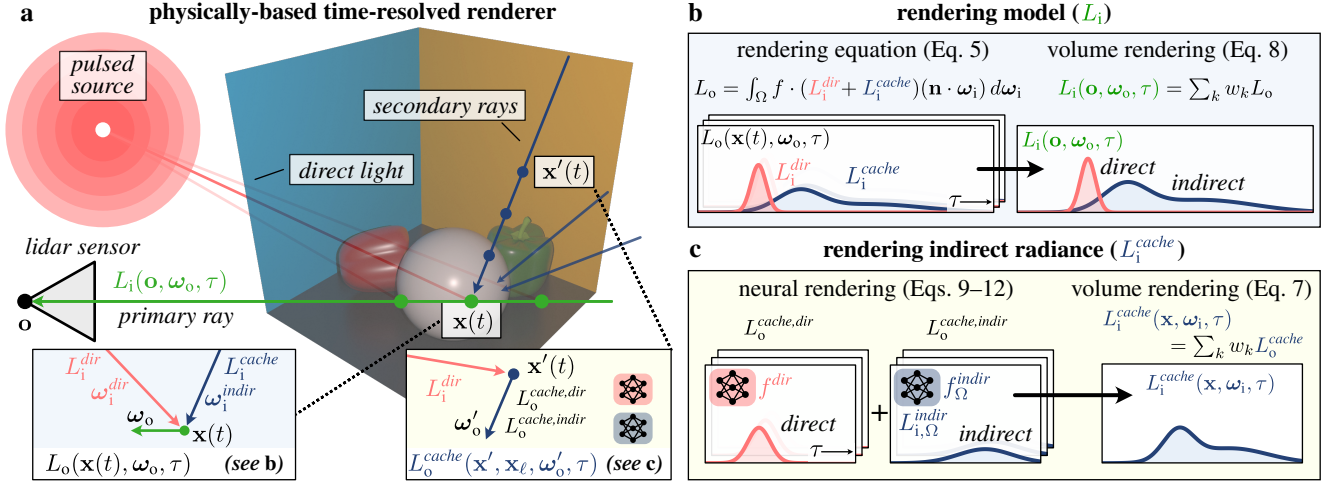 a physically-based time-resolved renderer
pulsed
source
secondary rays
direct light
x′(t)
lidar sensor
L_i(o, ω_o, τ)
primary ray
o
x(t)
L_i^{dir}
ω_i^{dir}
L_i^{cache}
ω_i^{indir}
ω_o
x(t)
L_o(x(t), ω_o, τ)
(see b)
x′(t)
L_i^{dir}
L_o^{cache,dir}
ω_o′
L_o^{cache,indir}
L_o^{cache}(x′, x_ℓ, ω_o′, τ) (see c)
b rendering model (L_i)
rendering equation (Eq. 5)
L_o = ∫_Ω f · (L_i^{dir} + L_i^{cache})(n · ω_i) dω_i
L_o(x(t), ω_o, τ)
L_i^{dir}
L_i^{cache}
τ
volume rendering (Eq. 8)
L_i(o, ω_o, τ) = ∑_k w_k L_o
L_i(o, ω_o, τ)
direct
indirect
c rendering indirect radiance (L_i^{cache})
neural rendering (Eqs. 9–12)
L_o^{cache,dir}
f^{dir}
direct
τ
+
L_o^{cache,indir}
f_Ω^{indir}
L_{i,Ω}^{indir}
indirect
volume rendering (Eq. 7)
L_i^{cache}(x, ω_i, τ)
= ∑_k w_k L_o^{cache}
L_i^{cache}(x, ω_i, τ)